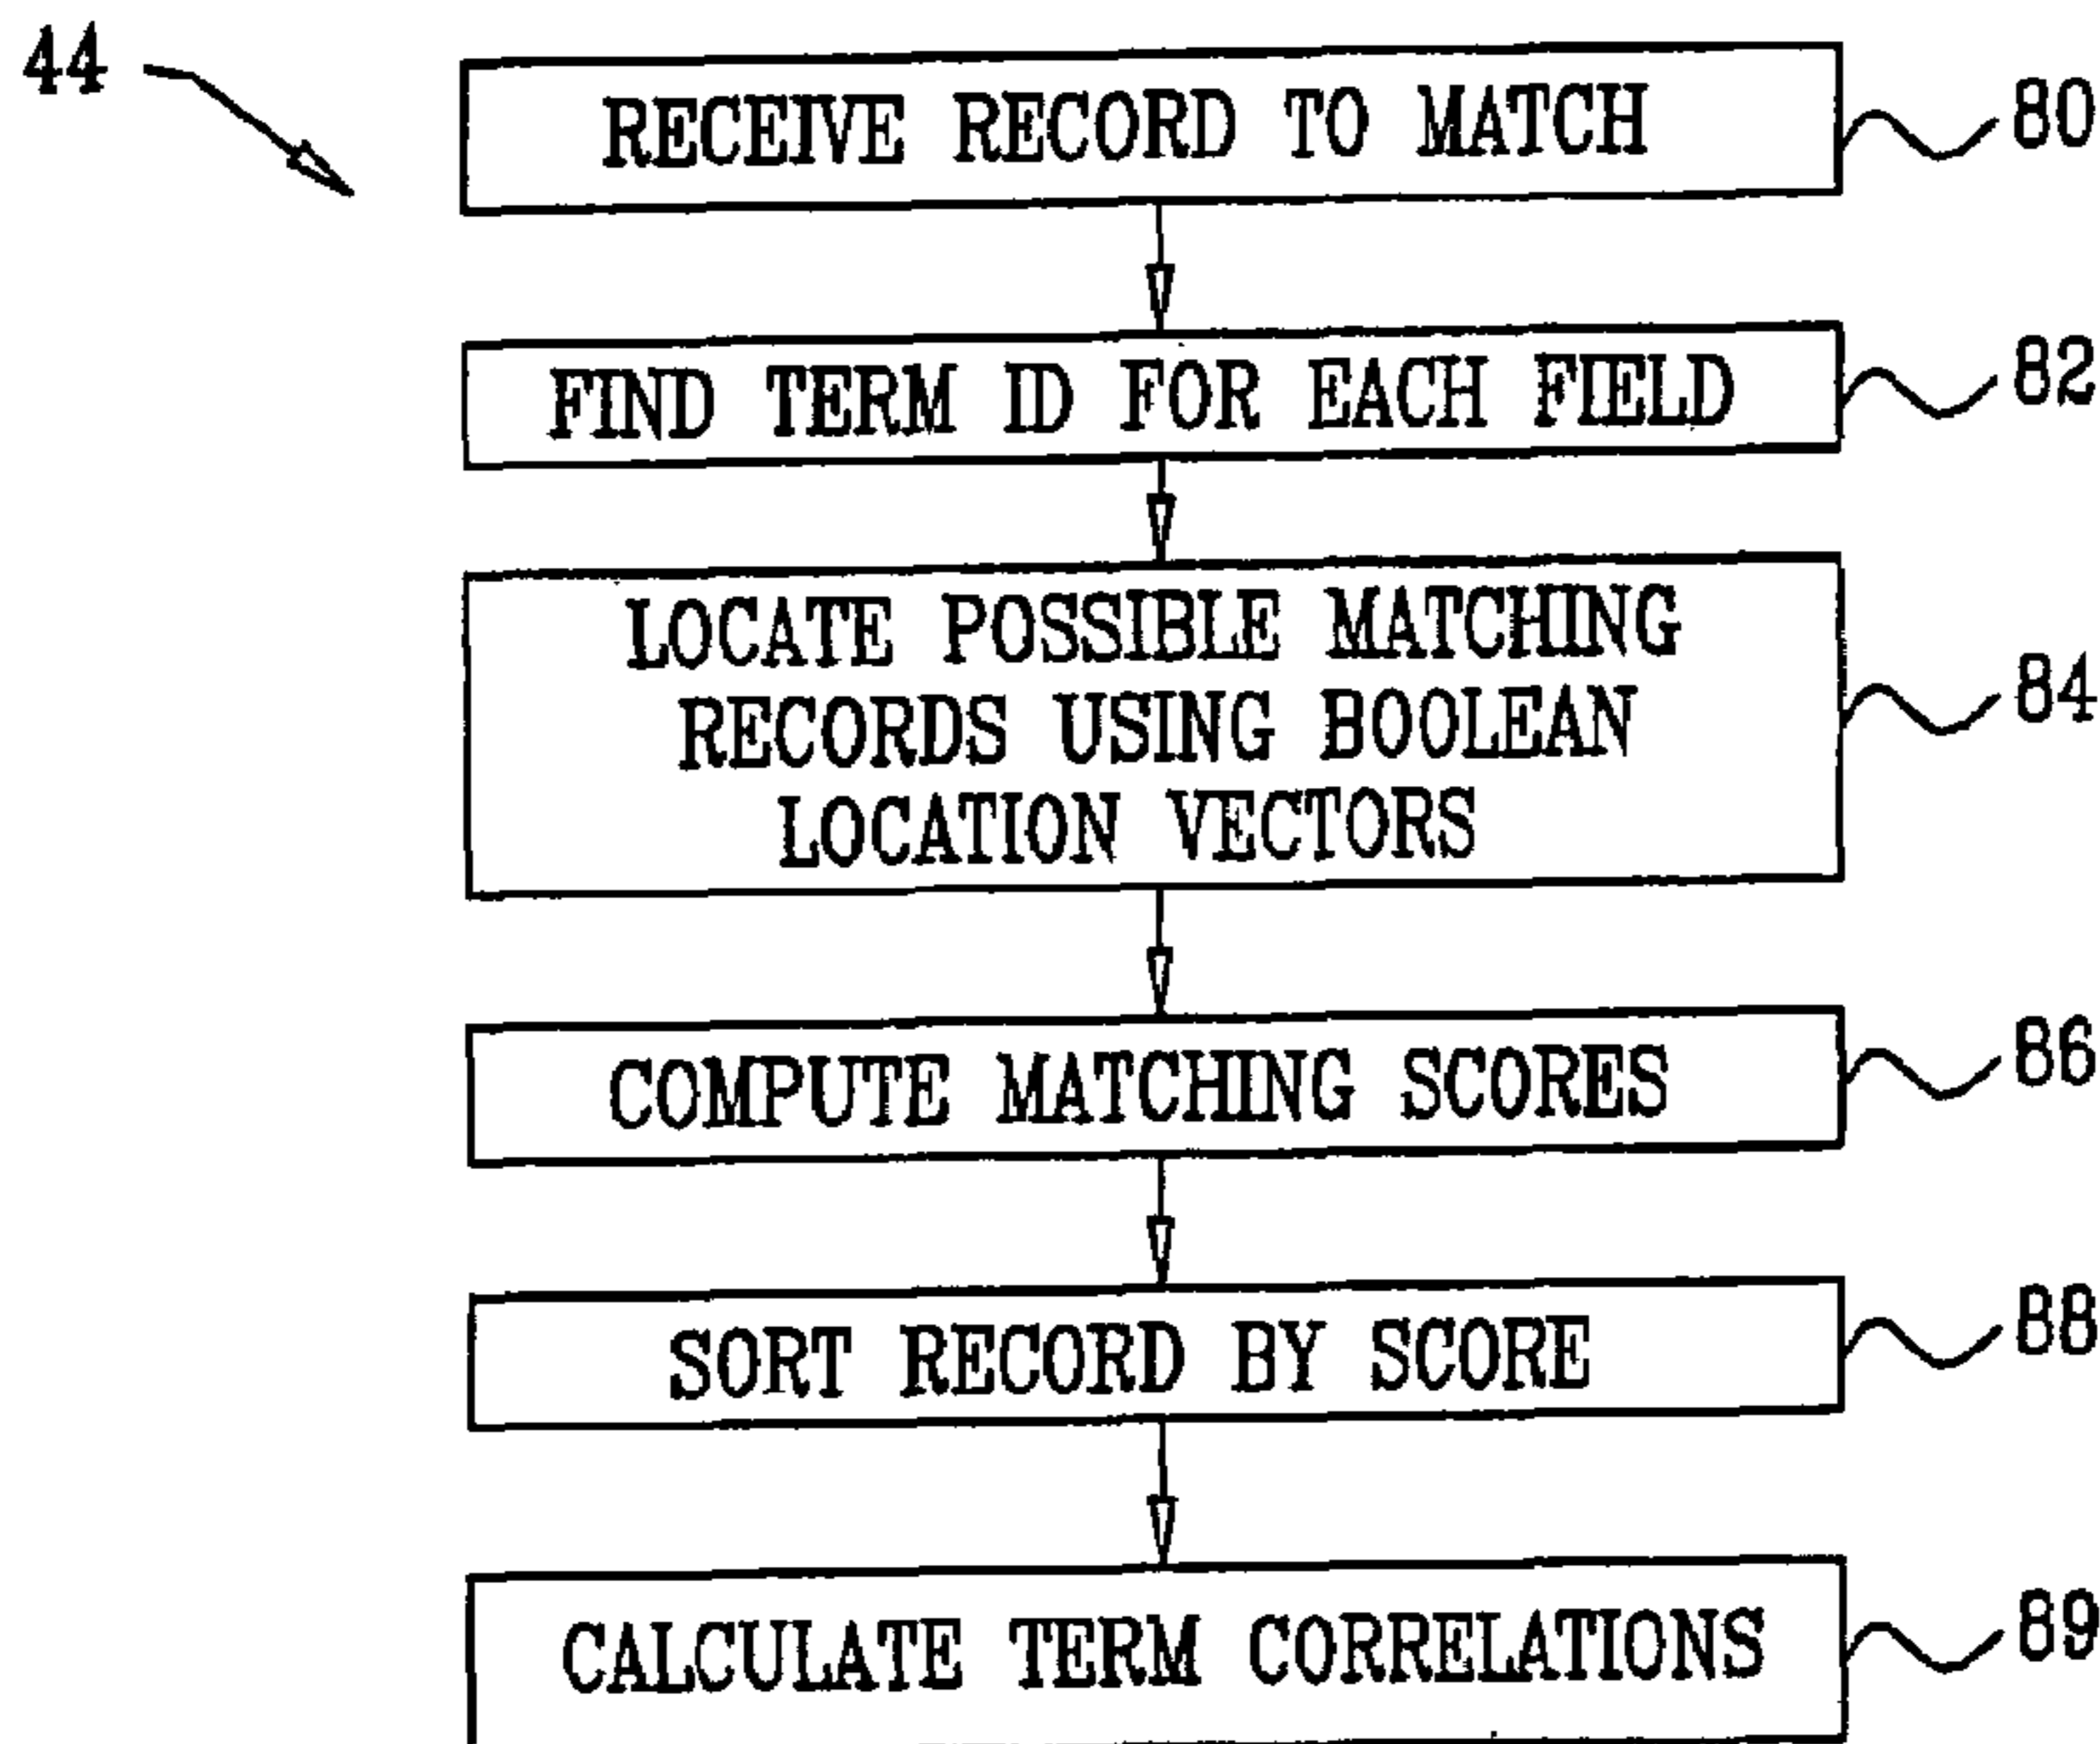 44
RECEIVE RECORD TO MATCH
80
FIND TERM ID FOR EACH FIELD
82
LOCATE POSSIBLE MATCHING
RECORDS USING BOOLEAN
LOCATION VECTORS
84
COMPUTE MATCHING SCORES
86
SORT RECORD BY SCORE
88
CALCULATE TERM CORRELATIONS
89